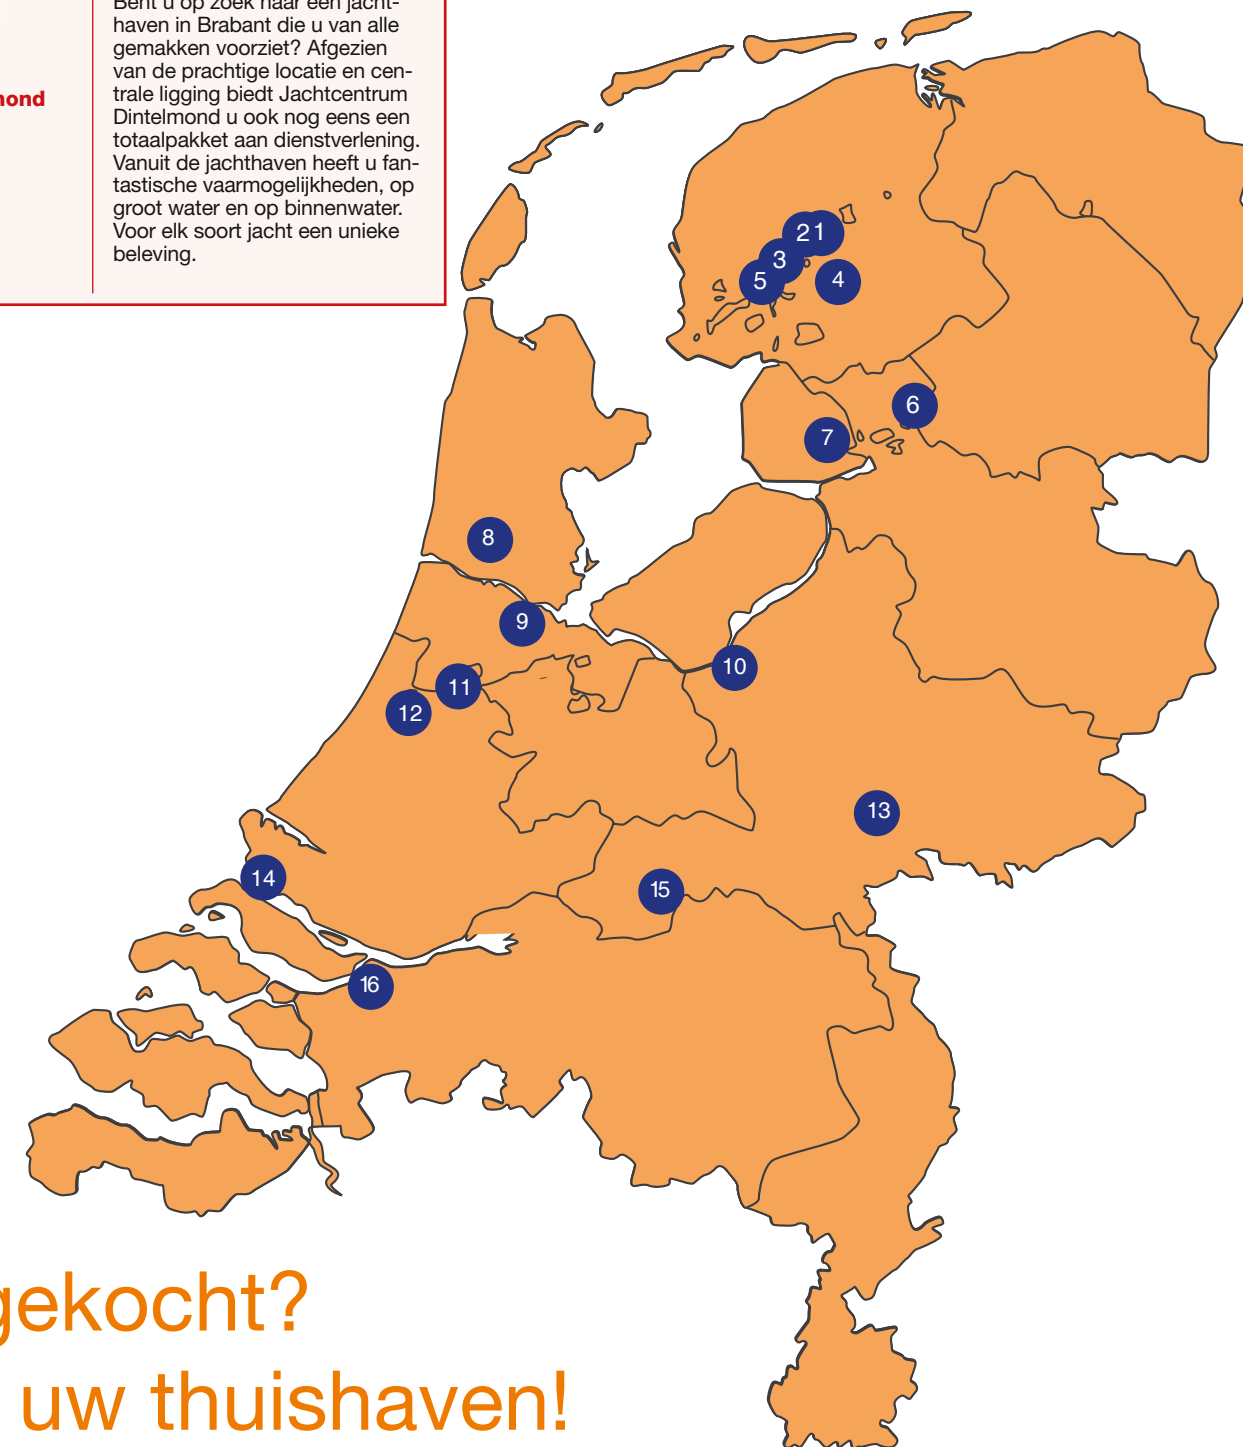 mond
Bent u op zoek naar een jacht-
haven in Brabant die u van alle
gemakken voorziet? Afgezien
van de prachtige locatie en cen-
trale ligging biedt Jachtcentrum
Dintelmond u ook nog eens een
totaalpakket aan dienstverlening.
Vanuit de jachthaven heeft u fan-
tastische vaarmogelijkheden, op
groot water en op binnenwater.
Voor elk soort jacht een unieke
beleving.
2 1
3
5
4
6
7
8
9
10
11
12
13
14
15
16
gekocht?
uw thuishaven!